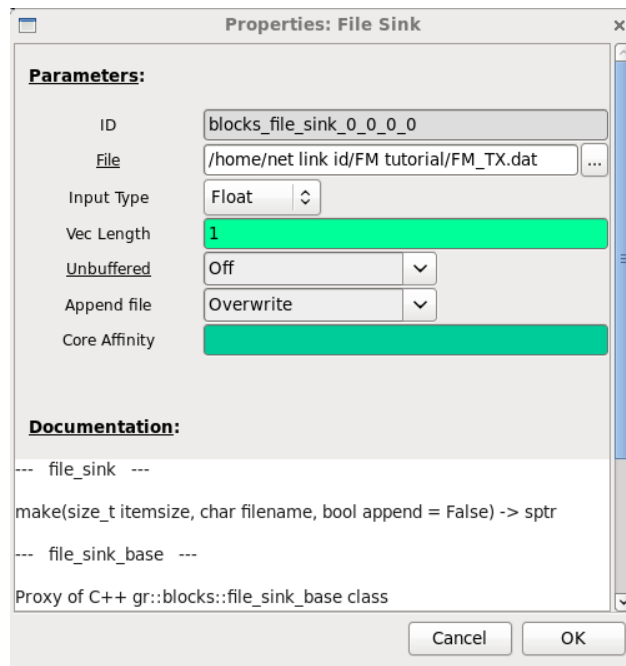 Properties: File Sink
Parameters:
ID blocks_file_sink_0_0_0_0
File /home/net link id/FM tutorial/FM_TX.dat ...
Input Type Float
Vec Length 1
Unbuffered Off
Append file Overwrite
Core Affinity
Documentation:
--- file_sink ---
make(size_t itemsize, char filename, bool append = False) -> sptr
--- file_sink_base ---
Proxy of C++ gr::blocks::file_sink_base class
Cancel OK